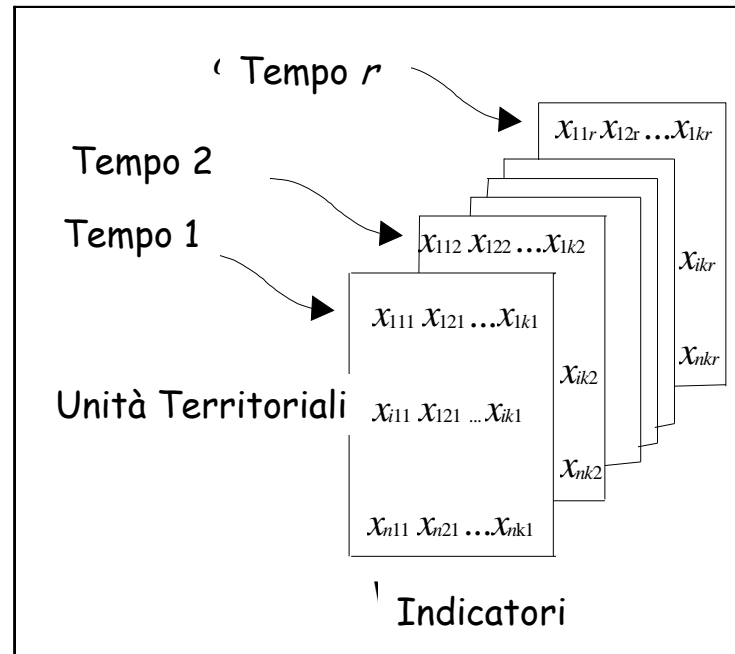 Tempo r
x11r x12r ...x1kr
Tempo 2
x112 x122 ...x1k2
Tempo 1
xikr
x111 x121 ...x1k1
xnkr
xik2
Unità Territoriali
xi11 x121 ... xik1
xnk2
xn11 xn21 ...xnk1
Indicatori